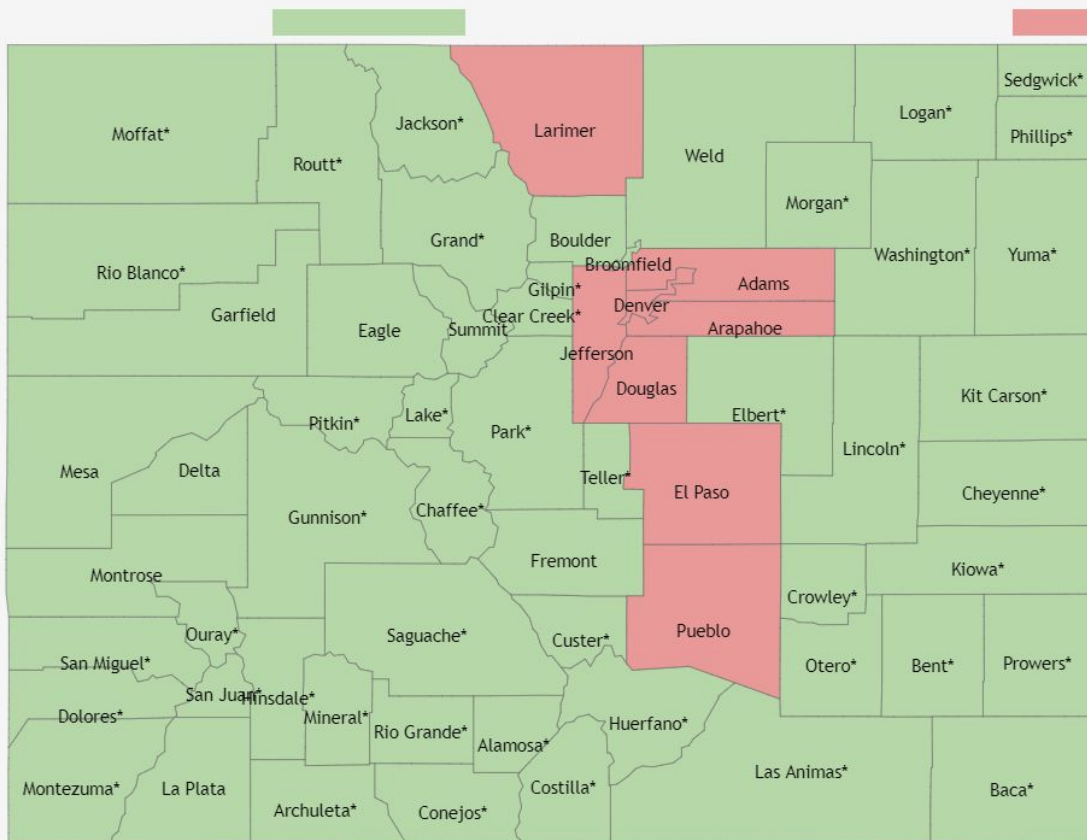 Sedgwick*
Logan*
Moffat*
Jackson*
Larimer
Phillips*
Routt*
Weld
Morgan*
Grand*
Boulder
Washington*
Yuma*
Rio Blanco*
Broomfield
Gilpin*
Adams
Denver
Garfield
Clear Creek*
Eagle
Summit
Arapahoe
Jefferson
Douglas
Kit Carson*
Pitkin*
Lake*
Elbert*
Park*
Lincoln*
Mesa
Delta
Teller*
El Paso
Cheyenne*
Gunnison*
Chaffee*
Fremont
Montrose
Kiowa*
Crowley*
Ouray*
Saguache*
Custer*
Pueblo
San Miguel*
Otero*
Bent*
Prowers*
San Juan*
Hinsdale*
Dolores*
Mineral*
Rio Grande*
Alamosa*
Huerfano*
Las Animas*
Montezuma*
La Plata
Costilla*
Baca*
Archuleta*
Conejos*